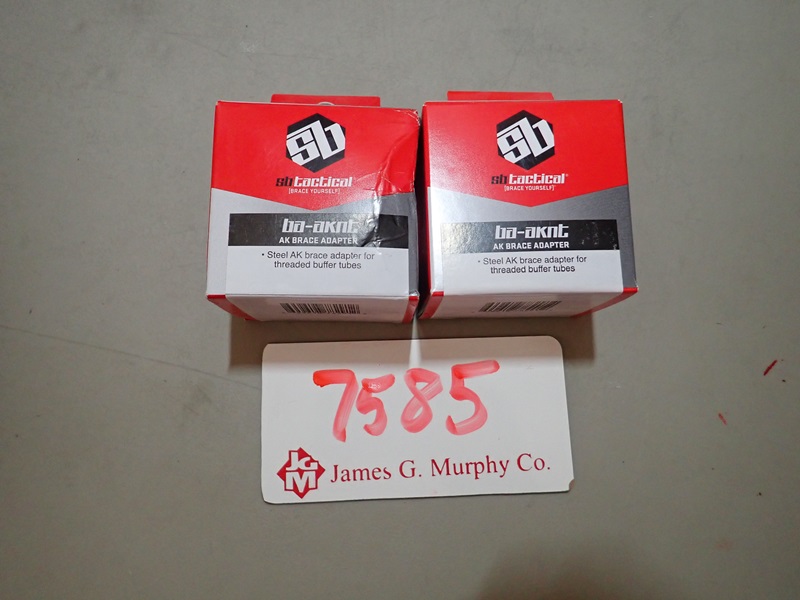 sb
sbtactical®
[BRACE YOURSELF]®
ba-aknt
AK BRACE ADAPTER
• Steel AK brace adapter for
threaded buffer tubes
sb
sbtactical®
[BRACE YOURSELF]®
ba-aknt
AK BRACE ADAPTER
• Steel AK brace adapter for
threaded buffer tubes
7585
JGM
James G. Murphy Co.